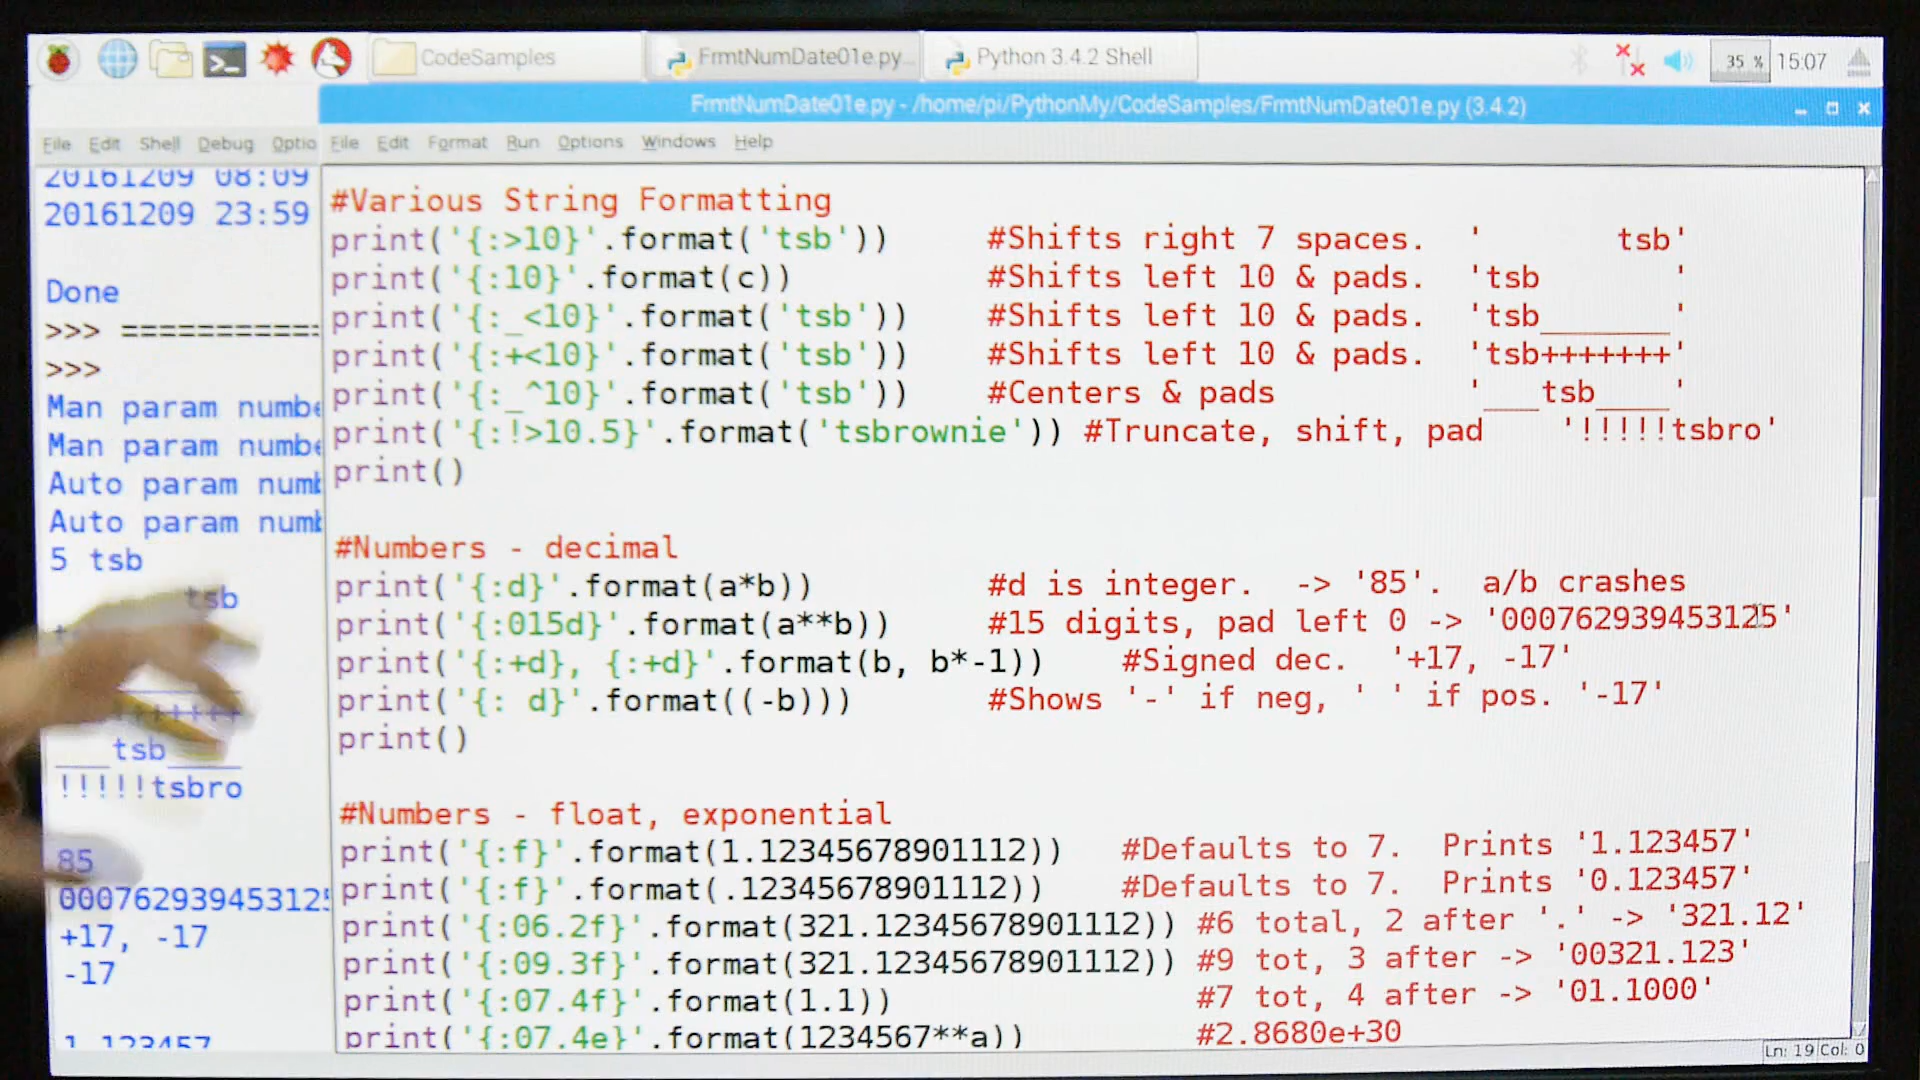 CodeSamples
FrmtNumDate01e.py...
Python 3.4.2 Shell
35 %
15:07
FrmtNumDate01e.py - /home/pi/PythonMy/CodeSamples/FrmtNumDate01e.py (3.4.2)
File Edit Shell Debug Optio
File Edit Format Run Options Windows Help
20161209 08:09
20161209 23:59
Done
>>> ===========
>>>
Man param numbe
Man param numbe
Auto param numb
Auto param numb
5 tsb
tsb
___tsb____
!!!!!tsbro
85
000762939453125
+17, -17
-17
1.123457
#Various String Formatting
print('{:>10}'.format('tsb')) #Shifts right 7 spaces. '       tsb'
print('{:10}'.format(c)) #Shifts left 10 & pads. 'tsb       '
print('{:_<10}'.format('tsb')) #Shifts left 10 & pads. 'tsb_______'
print('{:+<10}'.format('tsb')) #Shifts left 10 & pads. 'tsb+++++++'
print('{:_^10}'.format('tsb')) #Centers & pads '___tsb____'
print('{:!>10.5}'.format('tsbrownie')) #Truncate, shift, pad '!!!!!tsbro'
print()
#Numbers - decimal
print('{:d}'.format(a*b)) #d is integer. -> '85'. a/b crashes
print('{:015d}'.format(a**b)) #15 digits, pad left 0 -> '000762939453125'
print('{:+d}, {:+d}'.format(b, b*-1)) #Signed dec. '+17, -17'
print('{: d}'.format((-b))) #Shows '-' if neg, ' ' if pos. '-17'
print()
#Numbers - float, exponential
print('{:f}'.format(1.12345678901112)) #Defaults to 7. Prints '1.123457'
print('{:f}'.format(.12345678901112)) #Defaults to 7. Prints '0.123457'
print('{:06.2f}'.format(321.12345678901112)) #6 total, 2 after '.' -> '321.12'
print('{:09.3f}'.format(321.12345678901112)) #9 tot, 3 after -> '00321.123'
print('{:07.4f}'.format(1.1)) #7 tot, 4 after -> '01.1000'
print('{:07.4e}'.format(1234567**a)) #2.8680e+30
Ln: 19 Col: 0